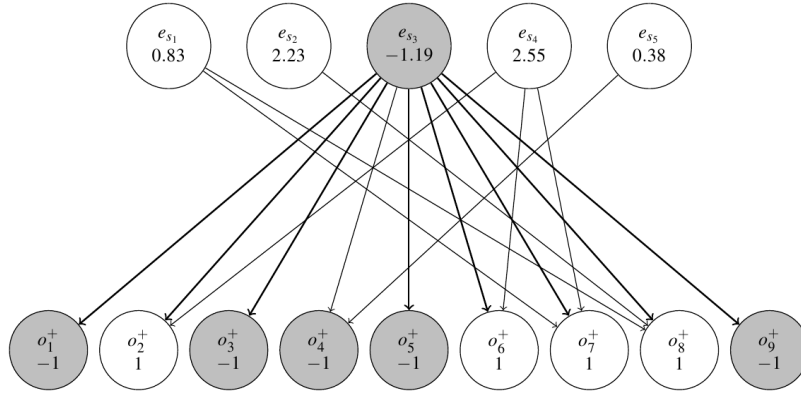 e_{s_1} e_{s_2} e_{s_3} e_{s_4} e_{s_5}
0.83 2.23 −1.19 2.55 0.38
o_1^+ o_2^+ o_3^+ o_4^+ o_5^+ o_6^+ o_7^+ o_8^+ o_9^+
−1 1 −1 −1 −1 1 1 1 −1